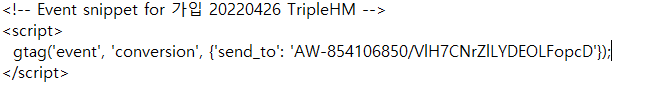 <!-- Event snippet for 가입 20220426 TripleHM -->
<script>
gtag('event', 'conversion', {'send_to': 'AW-854106850/VlH7CNrZlLYDEOLFopcD'});
</script>